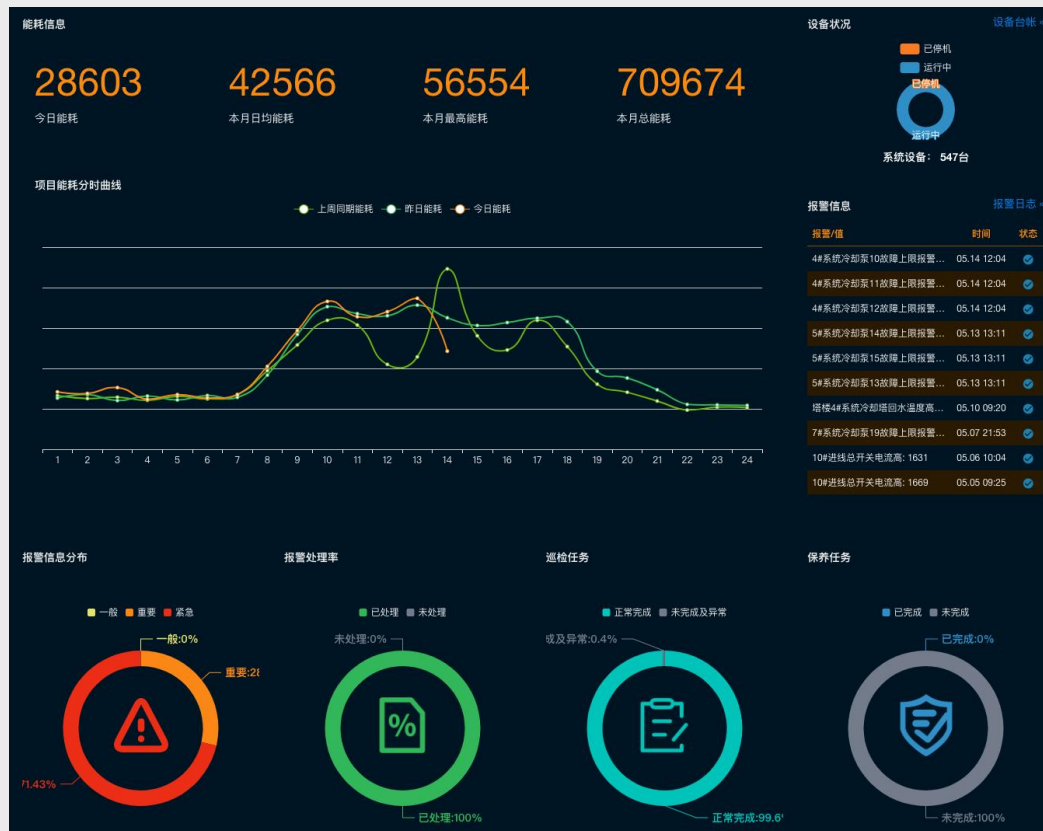 能耗信息
28603
今日能耗
42566
本月日均能耗
56554
本月最高能耗
709674
本月总能耗
设备状况
设备台帐 »
已停机
运行中
已停机
运行中
系统设备: 547台
项目能耗分时曲线
上周同期能耗 昨日能耗 今日能耗
1 2 3 4 5 6 7 8 9 10 11 12 13 14 15 16 17 18 19 20 21 22 23 24
报警信息
报警日志 »
报警/值 时间 状态
4#系统冷却泵10故障上限报警... 05.14 12:04
4#系统冷却泵11故障上限报警... 05.14 12:04
4#系统冷却泵12故障上限报警... 05.14 12:04
5#系统冷却泵14故障上限报警... 05.13 13:11
5#系统冷却泵15故障上限报警... 05.13 13:11
5#系统冷却泵13故障上限报警... 05.13 13:11
塔楼4#系统冷却塔回水温度高... 05.10 09:20
7#系统冷却泵19故障上限报警... 05.07 21:53
10#进线总开关电流高: 1631 05.06 10:04
10#进线总开关电流高: 1669 05.05 09:25
报警信息分布
一般 重要 紧急
一般:0%
重要:28
71.43%
报警处理率
已处理 未处理
未处理:0%
%
已处理:100%
巡检任务
正常完成 未完成及异常
成及异常:0.4%
正常完成:99.6
保养任务
已完成 未完成
已完成:0%
未完成:100%